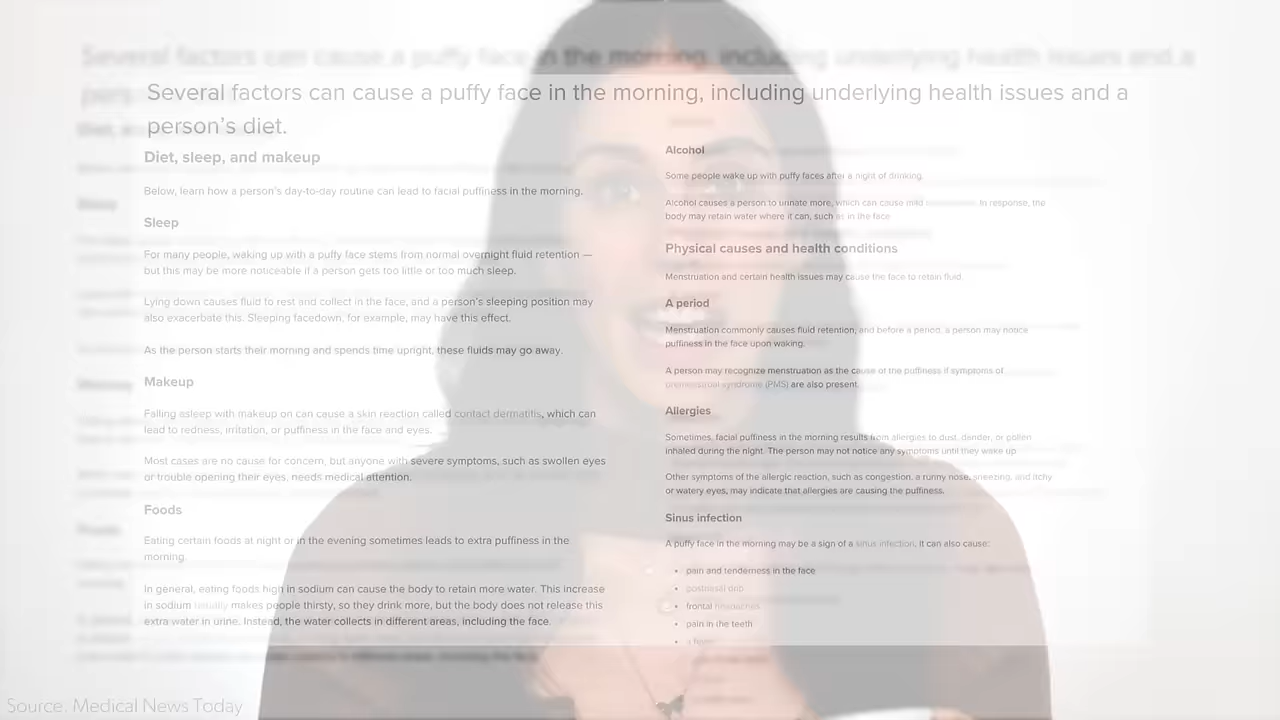 Several factors can cause a puffy face in the morning, including underlying health issues and a
person's diet.
Diet, sleep, and makeup
Below, learn how a person's day-to-day routine can lead to facial puffiness in the morning.
Sleep
For many people, waking up with a puffy face stems from normal overnight fluid retention —
but this may be more noticeable if a person gets too little or too much sleep.
Lying down causes fluid to rest and collect in the face, and a person's sleeping position may
also exacerbate this. Sleeping facedown, for example, may have this effect.
As the person starts their morning and spends time upright, these fluids may go away.
Makeup
Falling asleep with makeup on can cause a skin reaction called contact dermatitis, which can
lead to redness, irritation, or puffiness in the face and eyes.
Most cases are no cause for concern, but anyone with severe symptoms, such as swollen eyes
or trouble opening their eyes, needs medical attention.
Foods
Eating certain foods at night or in the evening sometimes leads to extra puffiness in the
morning.
In general, eating foods high in sodium can cause the body to retain more water. This increase
in sodium usually makes people thirsty, so they drink more, but the body does not release this
extra water in urine. Instead, the water collects in different areas, including the face.
Alcohol
Some people wake up with puffy faces after a night of drinking.
Alcohol causes a person to urinate more, which can cause mild In response, the
body may retain water where it can, such as in the face
Physical causes and health conditions
Menstruation and certain health issues may cause the face to retain fluid.
A period
Menstruation commonly causes fluid retention, and before a period, a person may notice
puffiness in the face upon waking.
A person may recognize menstruation as the cause of the puffiness if symptoms of
premenstrual syndrome (PMS) are also present.
Allergies
Sometimes, facial puffiness in the morning results from allergies to dust, dander, or pollen
inhaled during the night. The person may not notice any symptoms until they wake up
Other symptoms of the allergic reaction, such as congestion, a runny nose, sneezing, and itchy
or watery eyes, may indicate that allergies are causing the puffiness.
Sinus infection
A puffy face in the morning may be a sign of a sinus infection. It can also cause:
• pain and tenderness in the face
• postnasal drip
• frontal headaches
• pain in the teeth
• a fever
Source: Medical News Today